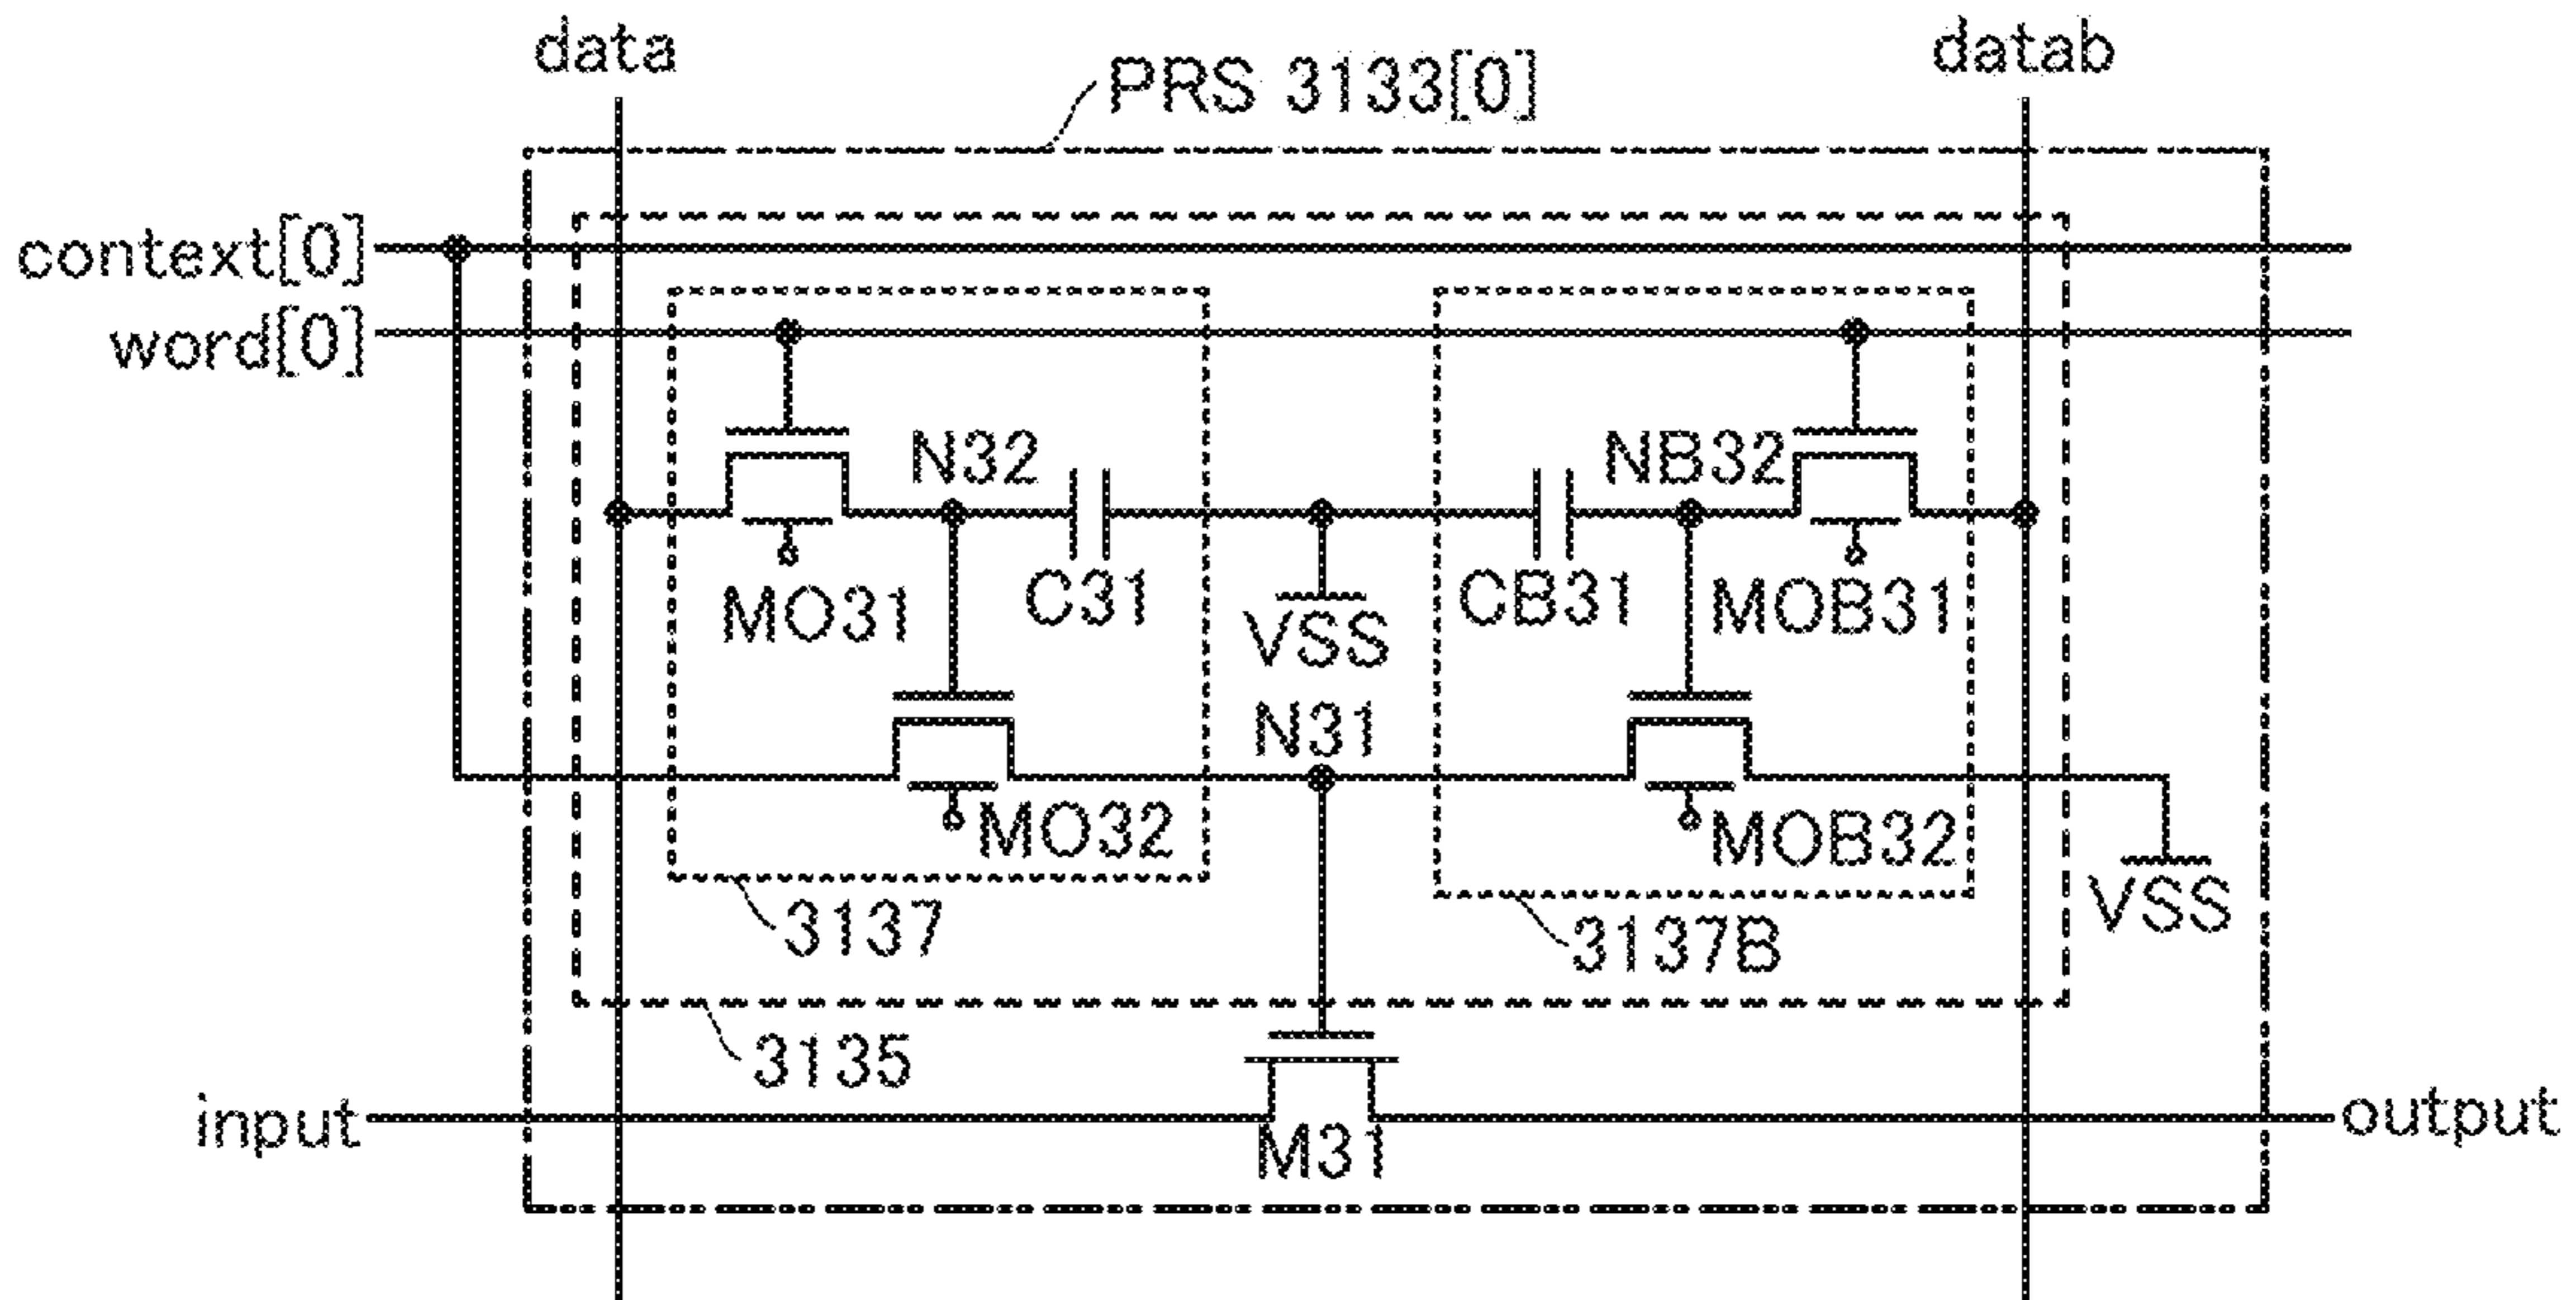 data
datab
PRS 3133[0]
context[0]
word[0]
N32
NB32
MO31
C31
VSS
CB31
MOB31
N31
MO32
MOB32
VSS
3137
3137B
3135
input
M31
output